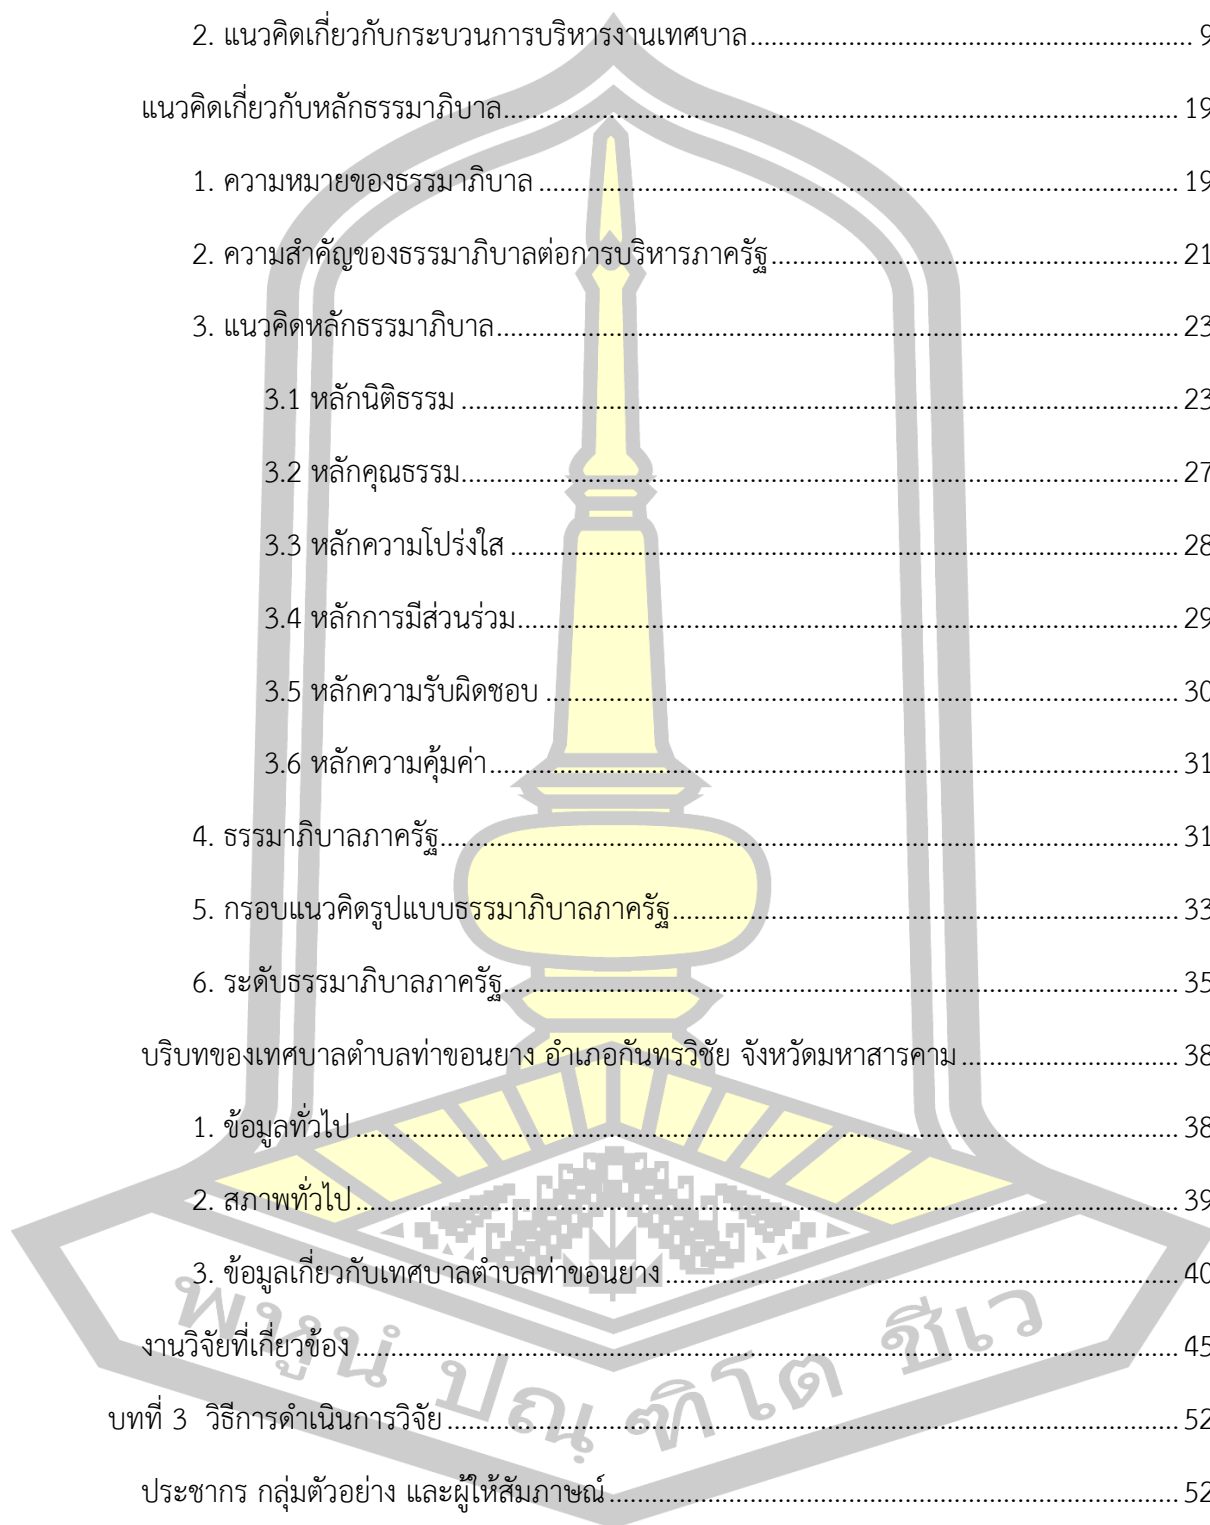 2. แนวคิดเกี่ยวกับกระบวนการบริหารงานเทศบาล................................................................ 9
แนวคิดเกี่ยวกับหลักธรรมาภิบาล................................................................ 19
1. ความหมายของธรรมาภิบาล ................................................................ 19
2. ความสำคัญของธรรมาภิบาลต่อการบริหารภาครัฐ................................................................ 21
3. แนวคิดหลักธรรมาภิบาล................................................................ 23
3.1 หลักนิติธรรม ................................................................ 23
3.2 หลักคุณธรรม................................................................ 27
3.3 หลักความโปร่งใส ................................................................ 28
3.4 หลักการมีส่วนร่วม................................................................ 29
3.5 หลักความรับผิดชอบ ................................................................ 30
3.6 หลักความคุ้มค่า................................................................ 31
4. ธรรมาภิบาลภาครัฐ................................................................ 31
5. กรอบแนวคิดรูปแบบธรรมาภิบาลภาครัฐ................................................................ 33
6. ระดับธรรมาภิบาลภาครัฐ................................................................ 35
บริบทของเทศบาลตำบลท่าขอนยาง อำเภอกันทรวิชัย จังหวัดมหาสารคาม ................................ 38
1. ข้อมูลทั่วไป ................................................................ 38
2. สภาพทั่วไป ................................................................ 39
3. ข้อมูลเกี่ยวกับเทศบาลตำบลท่าขอนยาง ................................................................ 40
งานวิจัยที่เกี่ยวข้อง ................................................................ 45
บทที่ 3 วิธีการดำเนินการวิจัย ................................................................ 52
ประชากร กลุ่มตัวอย่าง และผู้ให้สัมภาษณ์ ................................................................ 52
พหูนํ ปณฺฑิโต ชีเว